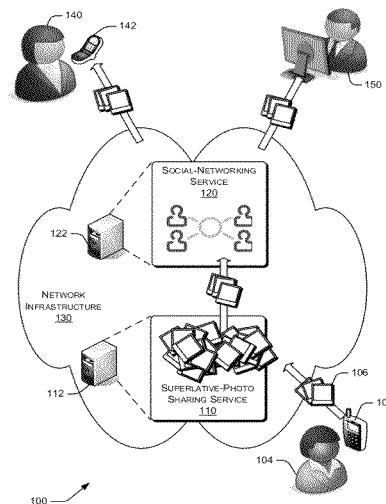 140
142
150
SOCIAL-NETWORKING
SERVICE
120
122
NETWORK
INFRASTRUCTURE
130
112
SUPERLATIVE-PHOTO
SHARING SERVICE
110
106
10
104
100